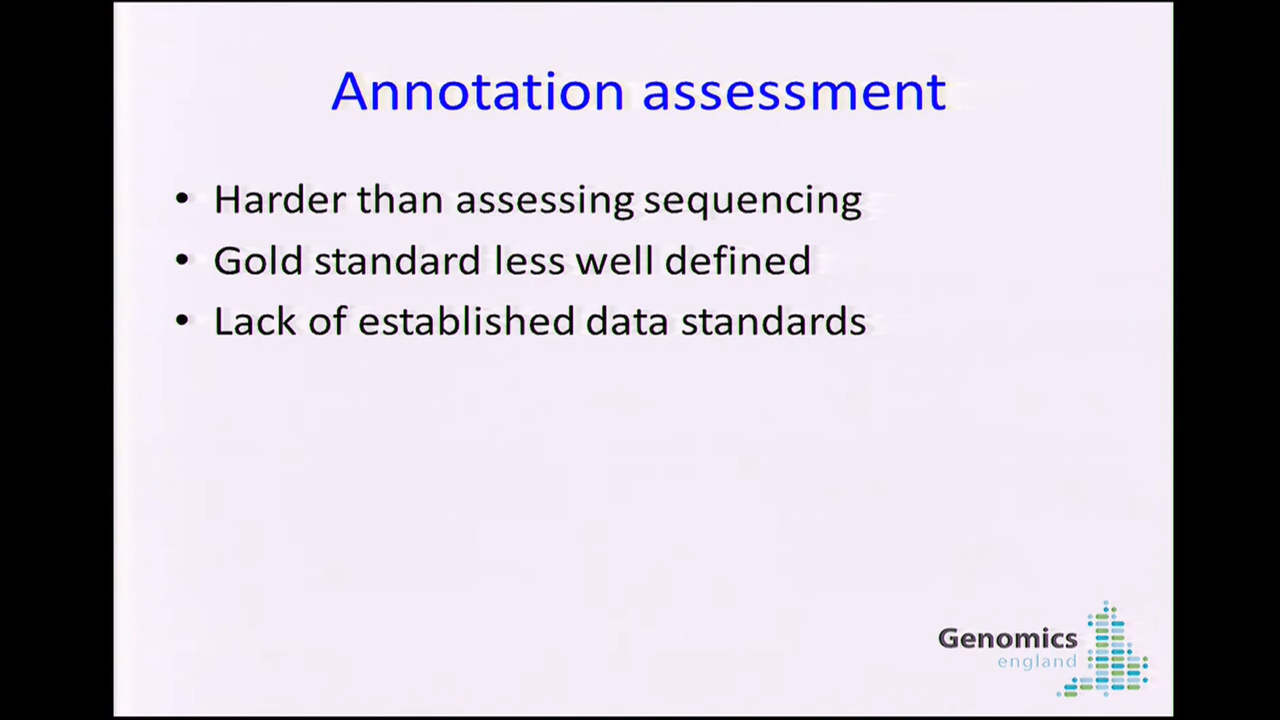 Annotation assessment
• Harder than assessing sequencing
• Gold standard less well defined
• Lack of established data standards
Genomics
england